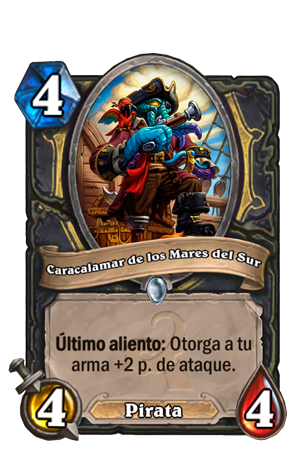 4
Caracalamar de los Mares del Sur
Último aliento: Otorga a tu
arma +2 p. de ataque.
4
Pirata
4